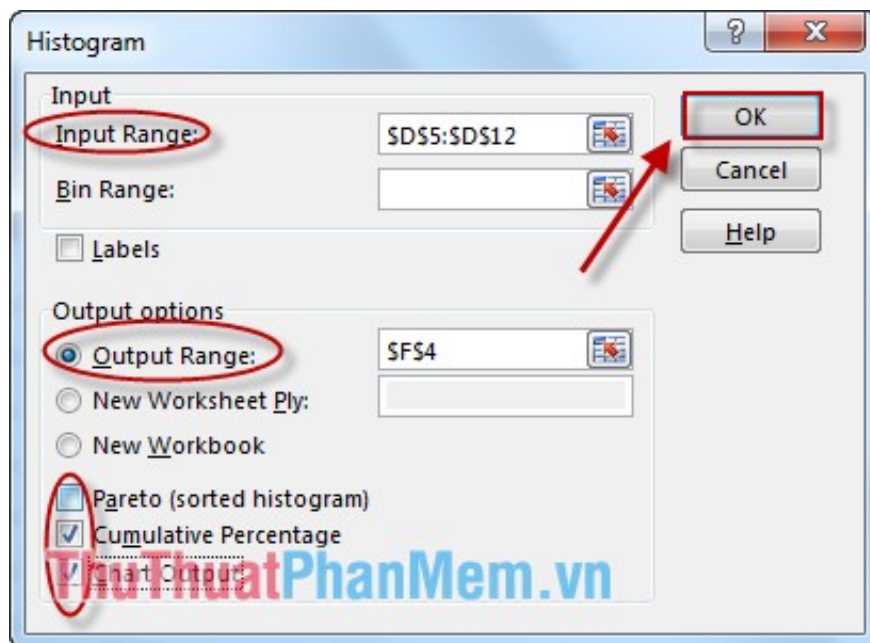 Histogram
Input
Input Range: $D$5:$D$12
Bin Range:
Labels
Output options
Output Range: $F$4
New Worksheet Ply:
New Workbook
Pareto (sorted histogram)
Cumulative Percentage
Chart Output
ThuThuatPhanMem.vn
OK
Cancel
Help